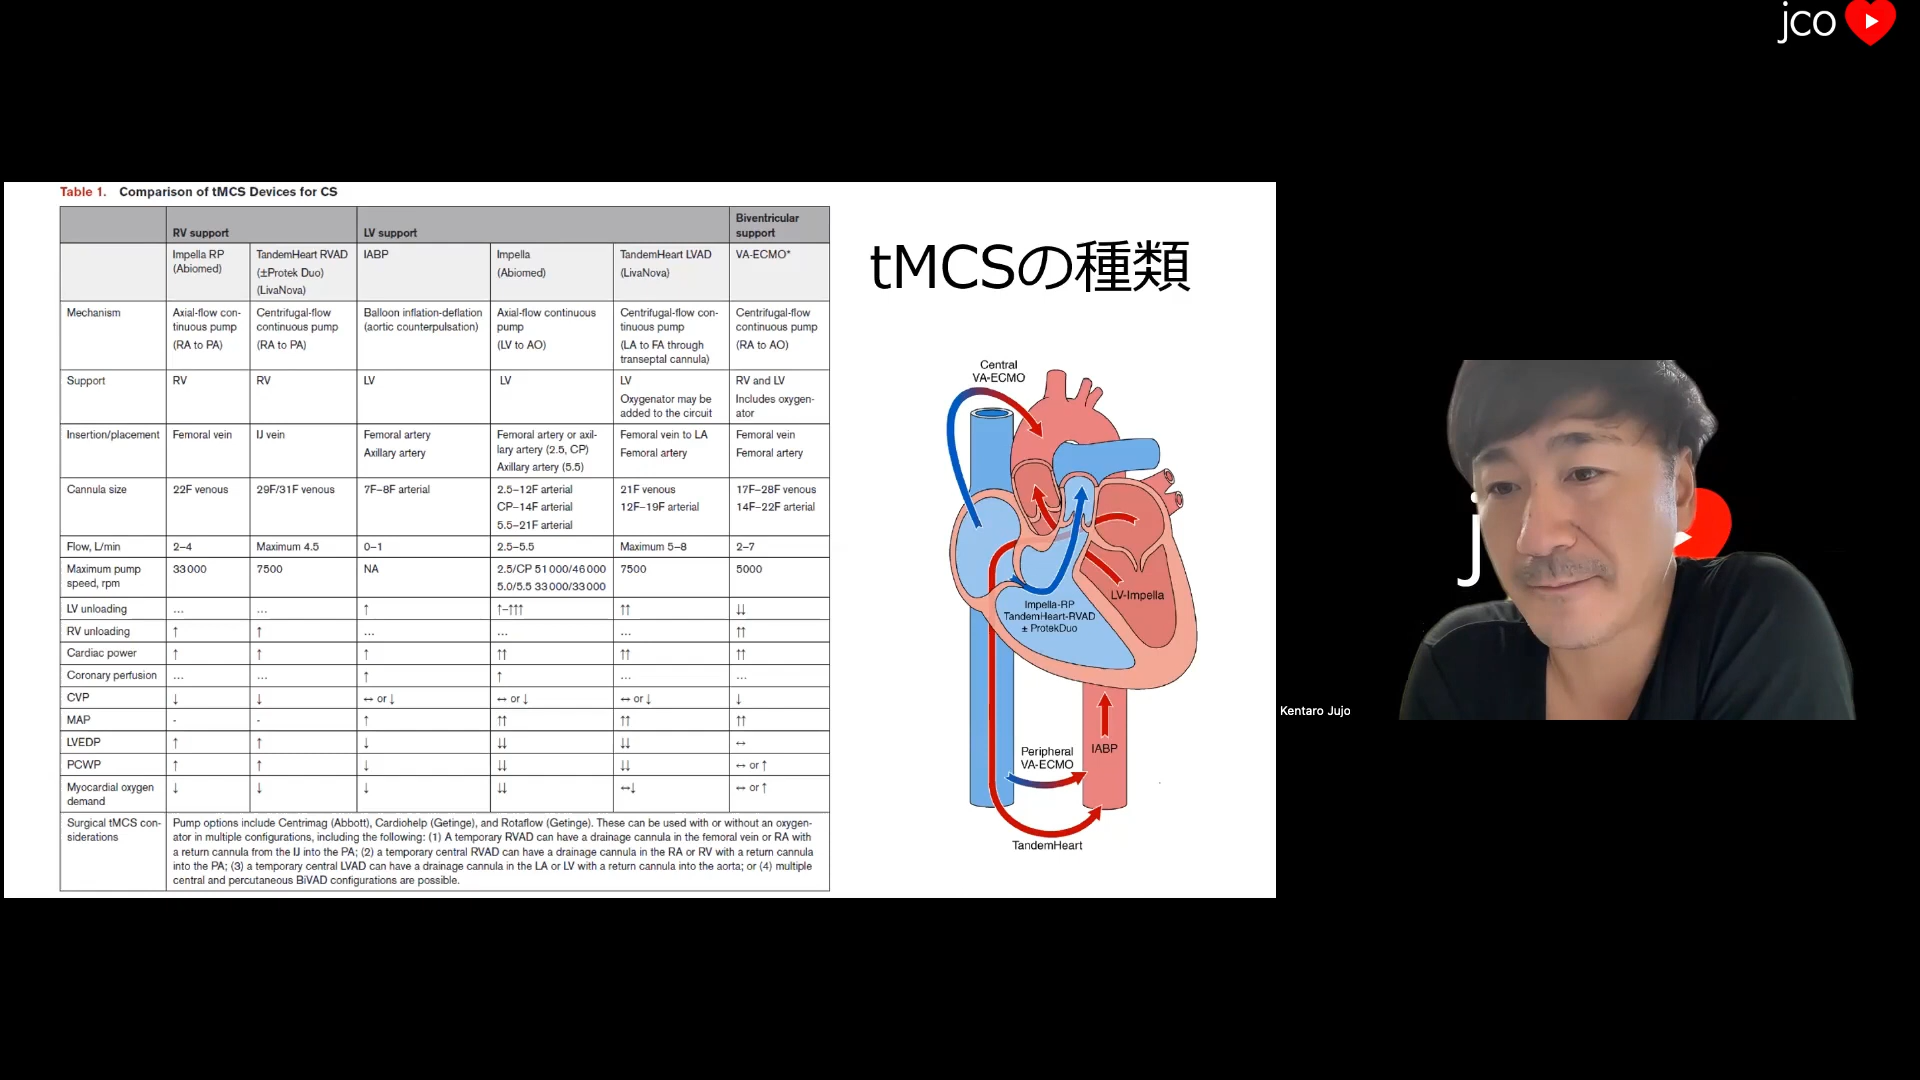 jco
Table 1. Comparison of tMCS Devices for CS
RV support
LV support
Biventricular
support
Impella RP
(Abiomed)
TandemHeart RVAD
(±Protek Duo)
(LivaNova)
IABP
Impella
(Abiomed)
TandemHeart LVAD
(LivaNova)
VA-ECMO*
Mechanism
Axial-flow con-
tinuous pump
(RA to PA)
Centrifugal-flow
continuous pump
(RA to PA)
Balloon inflation-deflation
(aortic counterpulsation)
Axial-flow continuous
pump
(LV to AO)
Centrifugal-flow con-
tinuous pump
(LA to FA through
transeptal cannula)
Centrifugal-flow
continuous pump
(RA to AO)
Support
RV
RV
LV
LV
LV
Oxygenator may be
added to the circuit
RV and LV
Includes oxygen-
ator
Insertion/placement
Femoral vein
IJ vein
Femoral artery
Axillary artery
Femoral artery or axil-
lary artery (2.5, CP)
Axillary artery (5.5)
Femoral vein to LA
Femoral artery
Femoral vein
Femoral artery
Cannula size
22F venous
29F/31F venous
7F–8F arterial
2.5–12F arterial
CP–14F arterial
5.5–21F arterial
21F venous
12F–19F arterial
17F–28F venous
14F–22F arterial
Flow, L/min
2–4
Maximum 4.5
0–1
2.5–5.5
Maximum 5–8
2–7
Maximum pump
speed, rpm
33 000
7500
NA
2.5/CP 51 000/46 000
5.0/5.5 33 000/33 000
7500
5000
LV unloading
…
…
↑
↑–↑↑↑
↑↑
↓↓
RV unloading
↑
↑
…
…
…
↑↑
Cardiac power
↑
↑
↑
↑↑
↑↑
↑↑
Coronary perfusion
…
…
↑
↑
…
…
CVP
↓
↓
↔ or ↓
↔ or ↓
↔ or ↓
↓
MAP
-
-
↑
↑↑
↑↑
↑↑
LVEDP
↑
↑
↓
↓↓
↓↓
↔
PCWP
↑
↑
↓
↓↓
↓↓
↔ or ↑
Myocardial oxygen
demand
↓
↓
↓
↓↓
↔↓
↔ or ↑
Surgical tMCS con-
siderations
Pump options include Centrimag (Abbott), Cardiohelp (Getinge), and Rotaflow (Getinge). These can be used with or without an oxygen-
ator in multiple configurations, including the following: (1) A temporary RVAD can have a drainage cannula in the femoral vein or RA with
a return cannula from the IJ into the PA; (2) a temporary central RVAD can have a drainage cannula in the RA or RV with a return cannula
into the PA; (3) a temporary central LVAD can have a drainage cannula in the LA or LV with a return cannula into the aorta; or (4) multiple
central and percutaneous BiVAD configurations are possible.
tMCSの種類
Central
VA-ECMO
LV-Impella
Impella-RP
TandemHeart-RVAD
± ProtekDuo
Peripheral
VA-ECMO
IABP
TandemHeart
j
Kentaro Jujo